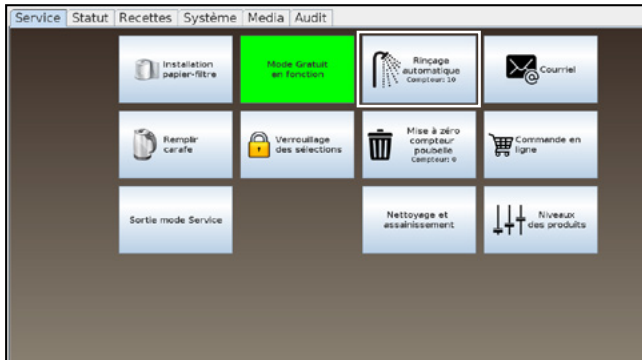 Service Statut Recettes Système Media Audit
Installation
papier-filtre
Mode Gratuit
en fonction
Rinçage
automatique
Compteur: 10
Courriel
Remplir
carafe
Verrouillage
des sélections
Mise à zéro
compteur
poubelle
Compteur: 0
Commande en
ligne
Sortie mode Service
Nettoyage et
assainissement
Niveaux
des produits